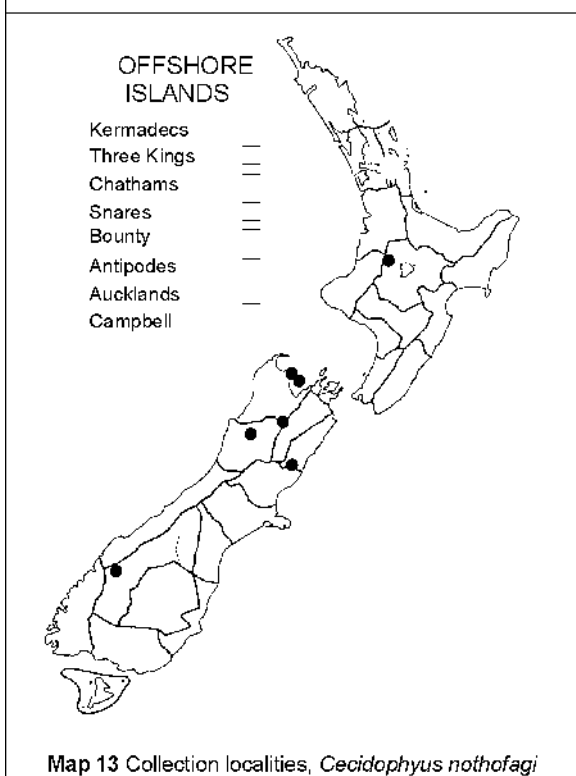 OFFSHORE
ISLANDS
Kermadecs
Three Kings
Chathams
Snares
Bounty
Antipodes
Aucklands
Campbell
Map 13 Collection localities, Cecidophyus nothofagi